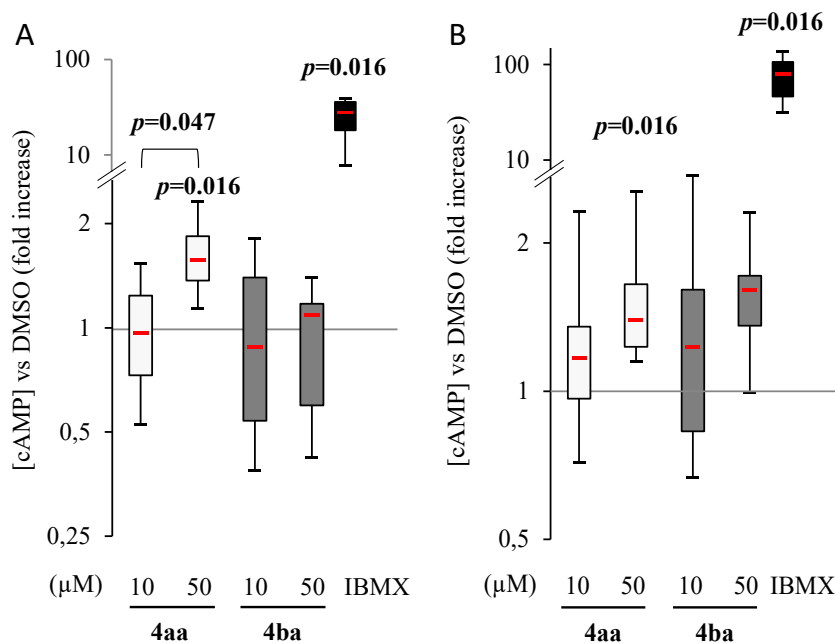 A
[cAMP] vs DMSO (fold increase)
100
10
2
1
0,5
0,25
p=0.047
p=0.016
p=0.016
(μM)
10
50
10
50
IBMX
4aa
4ba
B
[cAMP] vs DMSO (fold increase)
100
10
2
1
0,5
p=0.016
p=0.016
10
50
10
50
IBMX
4aa
4ba